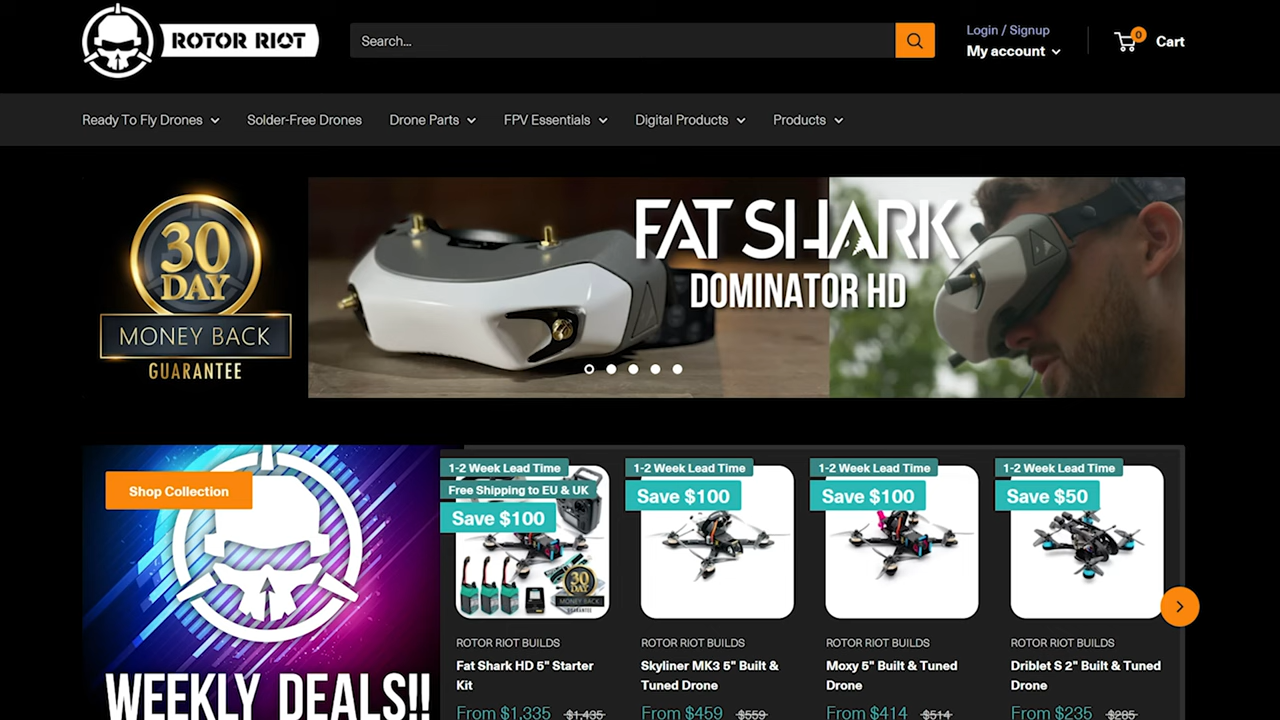 ROTOR RIOT
Search...
Login / Signup
My account
0
Cart
Ready To Fly Drones
Solder-Free Drones
Drone Parts
FPV Essentials
Digital Products
Products
30
DAY
MONEY BACK
GUARANTEE
FAT SHARK
DOMINATOR HD
Shop Collection
WEEKLY DEALS!!
1-2 Week Lead Time
Free Shipping to EU & UK
Save $100
30
DAY
MONEY BACK
GUARANTEE
ROTOR RIOT BUILDS
Fat Shark HD 5" Starter
Kit
From $1,335 $1,435
1-2 Week Lead Time
Save $100
ROTOR RIOT BUILDS
Skyliner MK3 5" Built &
Tuned Drone
From $459 $559
1-2 Week Lead Time
Save $100
ROTOR RIOT BUILDS
Moxy 5" Built & Tuned
Drone
From $414 $514
1-2 Week Lead Time
Save $50
ROTOR RIOT BUILDS
Driblet S 2" Built & Tuned
Drone
From $235 $285